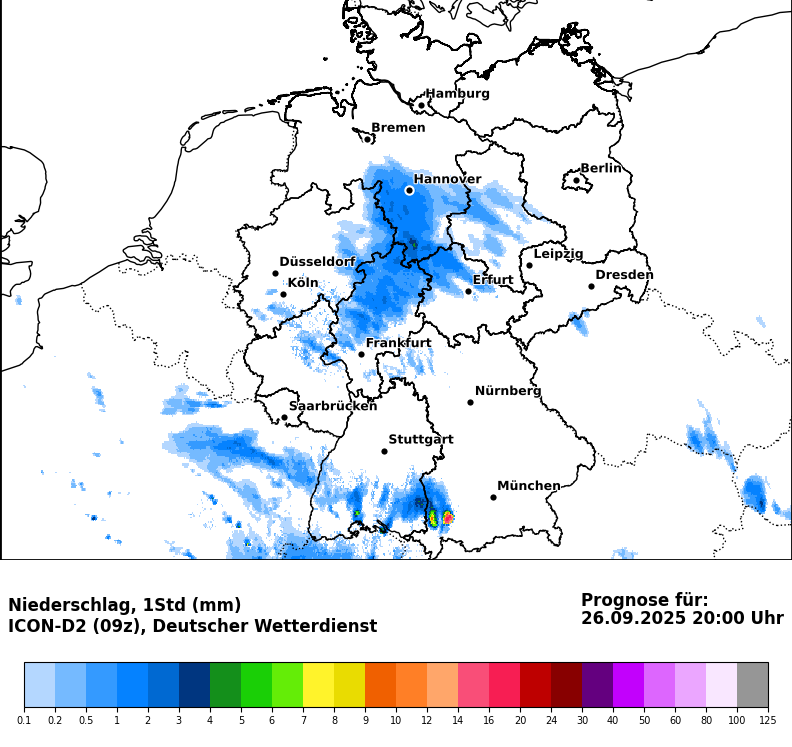 Hamburg
Bremen
Hannover
Berlin
Düsseldorf
Köln
Leipzig
Dresden
Erfurt
Frankfurt
Nürnberg
Saarbrücken
Stuttgart
München
Niederschlag, 1Std (mm)
ICON-D2 (09z), Deutscher Wetterdienst
Prognose für:
26.09.2025 20:00 Uhr
0.1 0.2 0.5 1 2 3 4 5 6 7 8 9 10 12 14 16 20 24 30 40 50 60 80 100 125